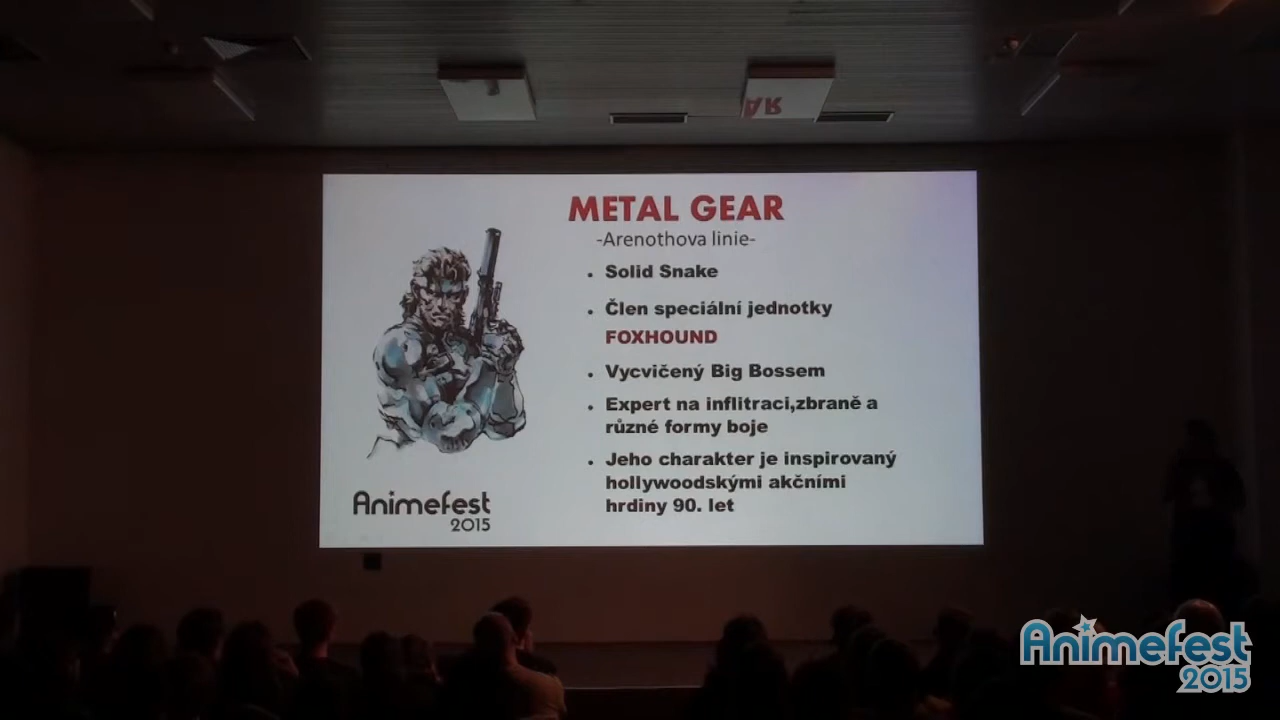 METAL GEAR
-Arenothova linie-
Solid Snake
Člen speciální jednotky
FOXHOUND
Vycvičený Big Bossem
Expert na inflitraci,zbraně a
různé formy boje
Jeho charakter je inspirovaný
hollywoodskými akčními
hrdiny 90. let
Animefest
2015
Animefest
2015